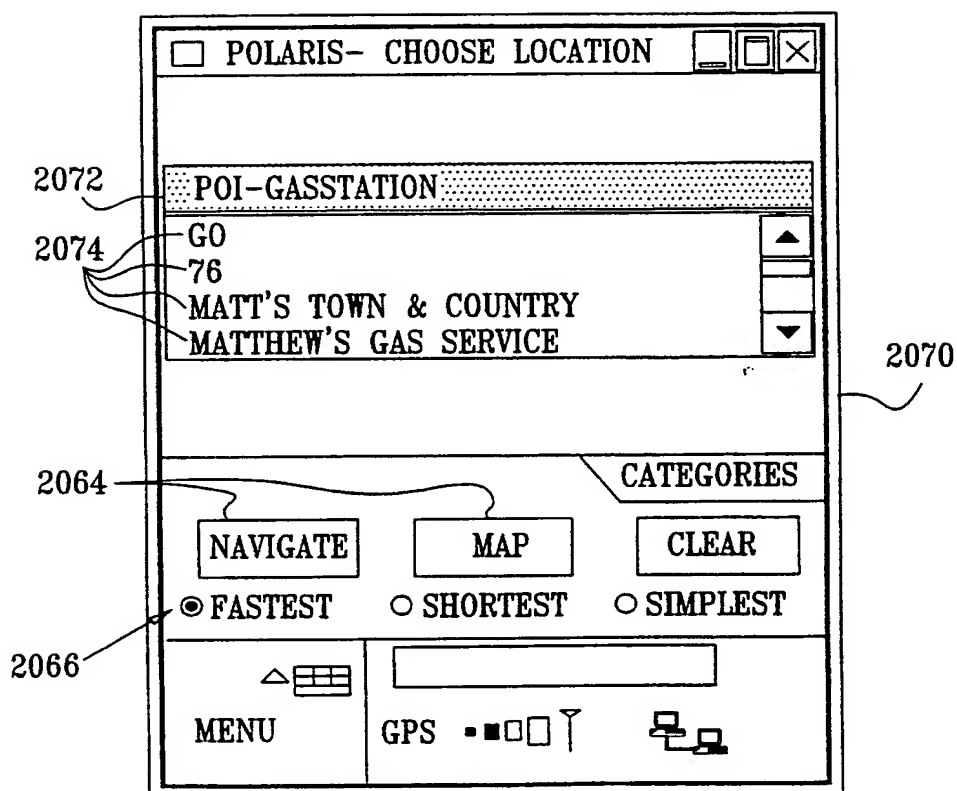 POLARIS- CHOOSE LOCATION
2072
POI-GASSTATION
2074
GO
76
MATT'S TOWN & COUNTRY
MATTHEW'S GAS SERVICE
2070
CATEGORIES
2064
NAVIGATE MAP CLEAR
FASTEST SHORTEST SIMPLEST
2066
MENU GPS